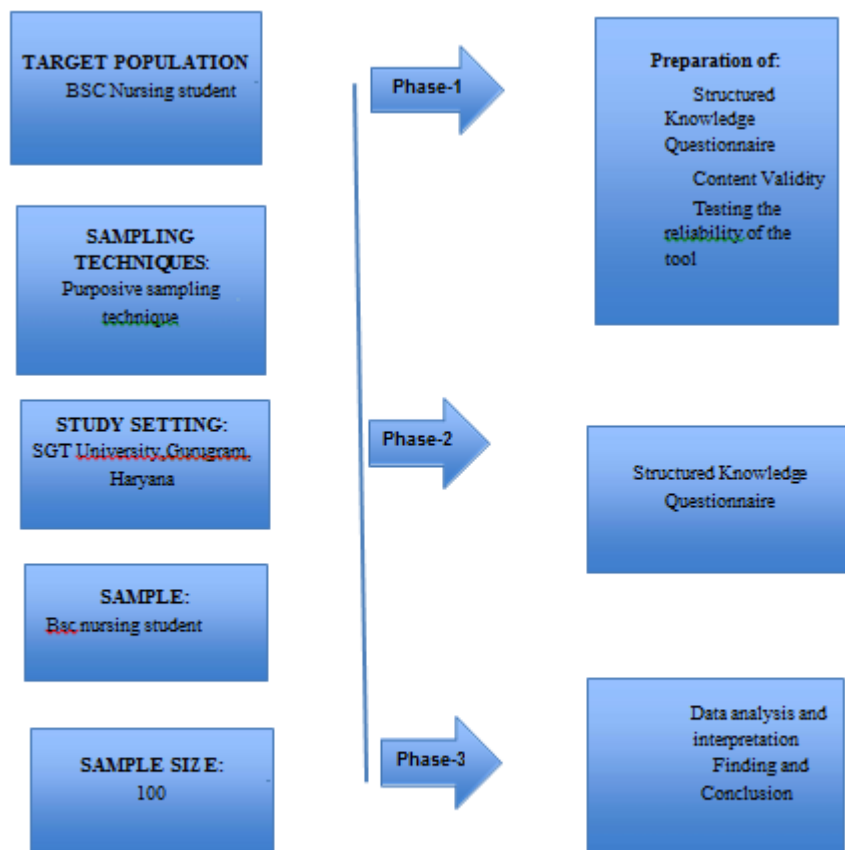 TARGET POPULATION
BSC Nursing student
SAMPLING
TECHNIQUES:
Purposive sampling
technique
STUDY SETTING:
SGT University,Gurugram,
Haryana
SAMPLE:
Bsc nursing student
SAMPLE SIZE:
100
Phase-1
Phase-2
Phase-3
Preparation of:
Structured
Knowledge
Questionnaire
Content Validity
Testing the
reliability of the
tool
Structured Knowledge
Questionnaire
Data analysis and
interpretation
Finding and
Conclusion